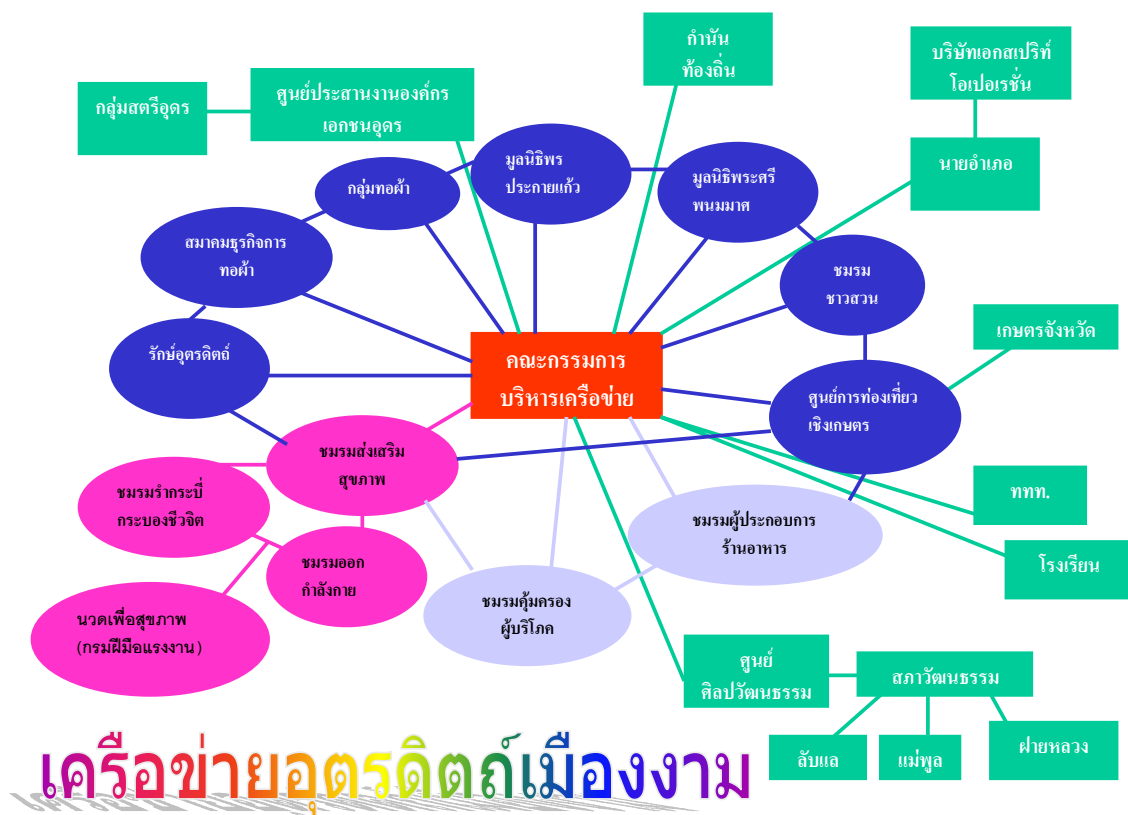 กำนัน
ท้องถิ่น
บริษัทเอกสเปริท์
โอเปอเรชั่น
กลุ่มสตรีอุดร
ศูนย์ประสานงานองค์กร
เอกชนอุดร
นายอำเภอ
มูลนิธิพร
ประกายแก้ว
มูลนิธิพระศรี
พนมมาศ
กลุ่มทอผ้า
สมาคมธุรกิจการ
ทอผ้า
ชมรม
ชาวสวน
เกษตรจังหวัด
รักษ์อุตรดิตถ์
คณะกรรมการ
บริหารเครือข่าย
ศูนย์การท่องเที่ยว
เชิงเกษตร
ชมรมส่งเสริม
สุขภาพ
ชมรมรำกระบี่
กระบองชีวจิต
ททท.
ชมรมผู้ประกอบการ
ร้านอาหาร
โรงเรียน
ชมรมออก
กำลังกาย
ชมรมคุ้มครอง
ผู้บริโภค
นวดเพื่อสุขภาพ
(กรมฝีมือแรงงาน)
ศูนย์
ศิลปวัฒนธรรม
สภาวัฒนธรรม
ลับแล
แม่พูล
ฝายหลวง
เครือข่ายอุตรดิตถ์เมืองงาม